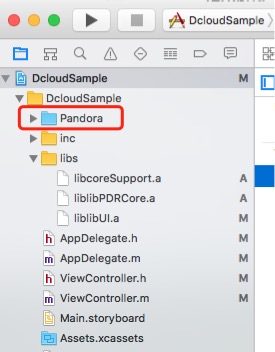 DcloudSample
DcloudSample M
DcloudSample
Pandora
inc
libs
libcoreSupport.a A
liblibPDRCore.a A
liblibUI.a M
h AppDelegate.h M
m AppDelegate.m M
h ViewController.h M
m ViewController.m M
Main.storyboard
Assets.xcassets